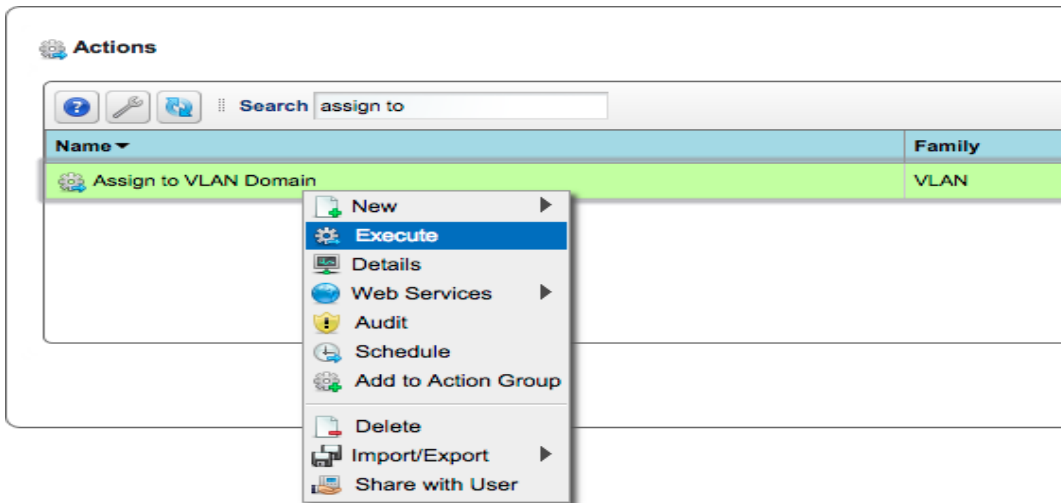 Actions
Search assign to
Name Family
Assign to VLAN Domain VLAN
New
Execute
Details
Web Services
Audit
Schedule
Add to Action Group
Delete
Import/Export
Share with User